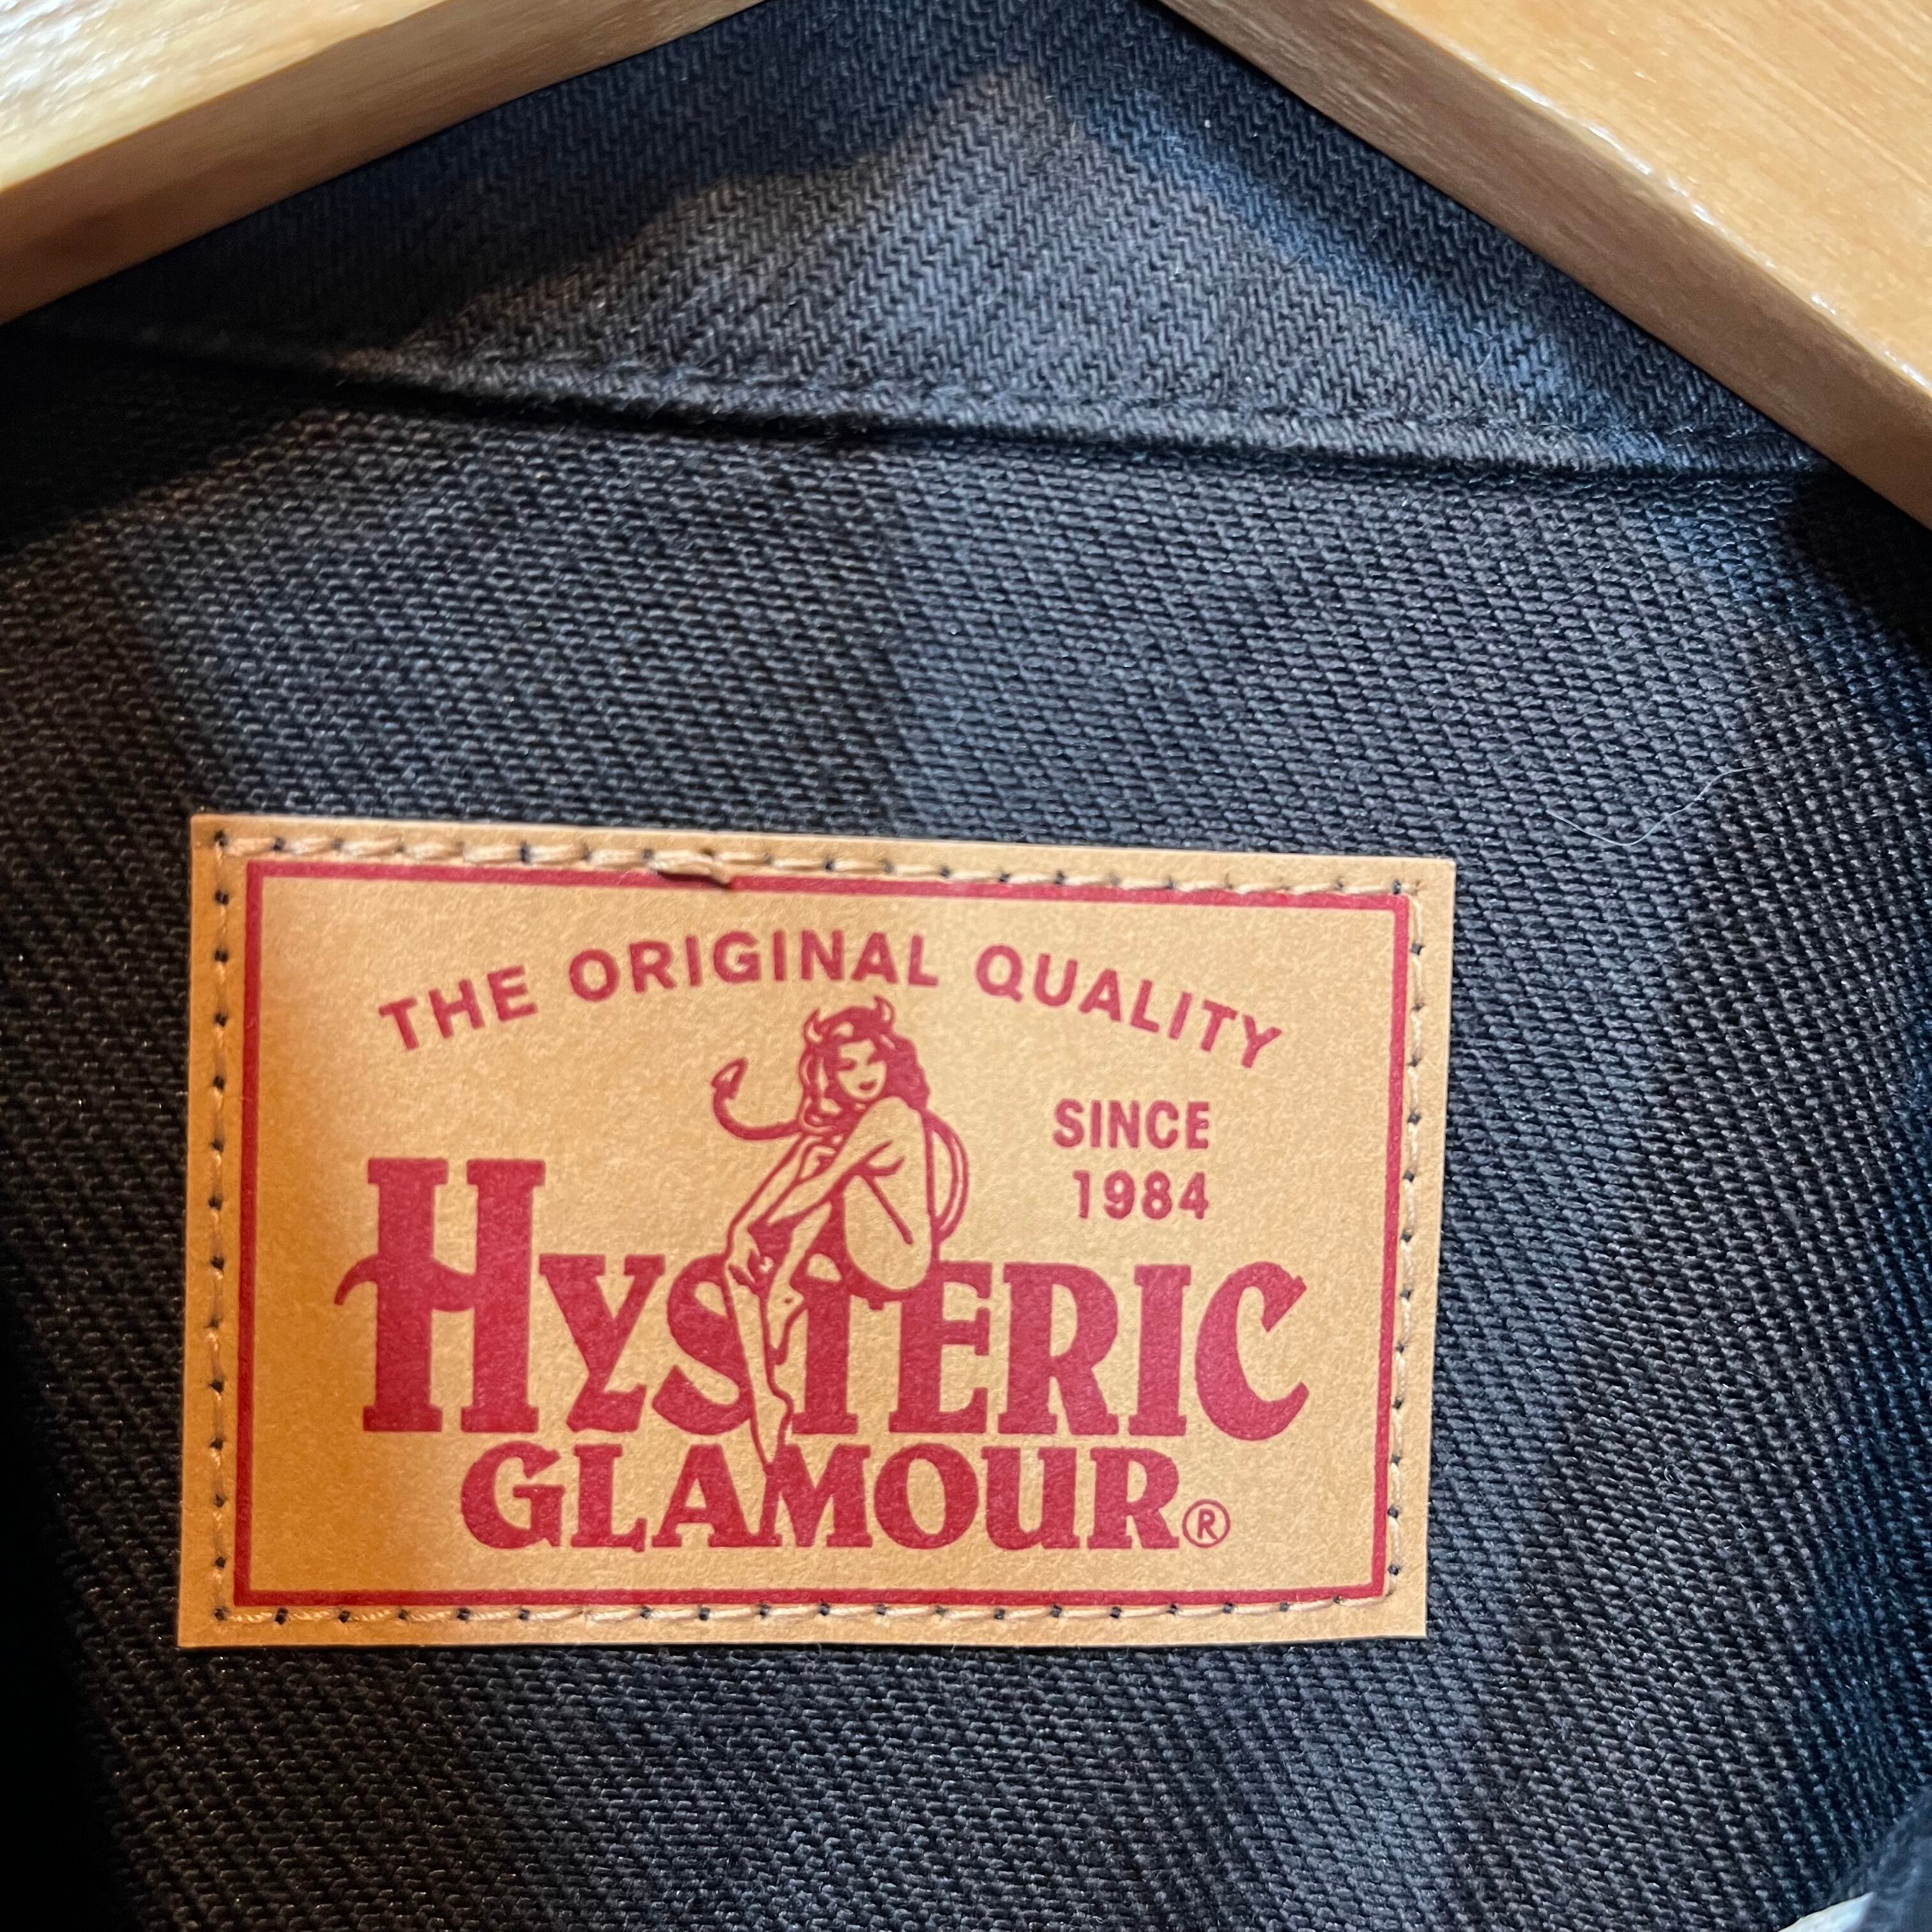 THE ORIGINAL QUALITY
SINCE
1984
HYSTERIC
GLAMOUR®